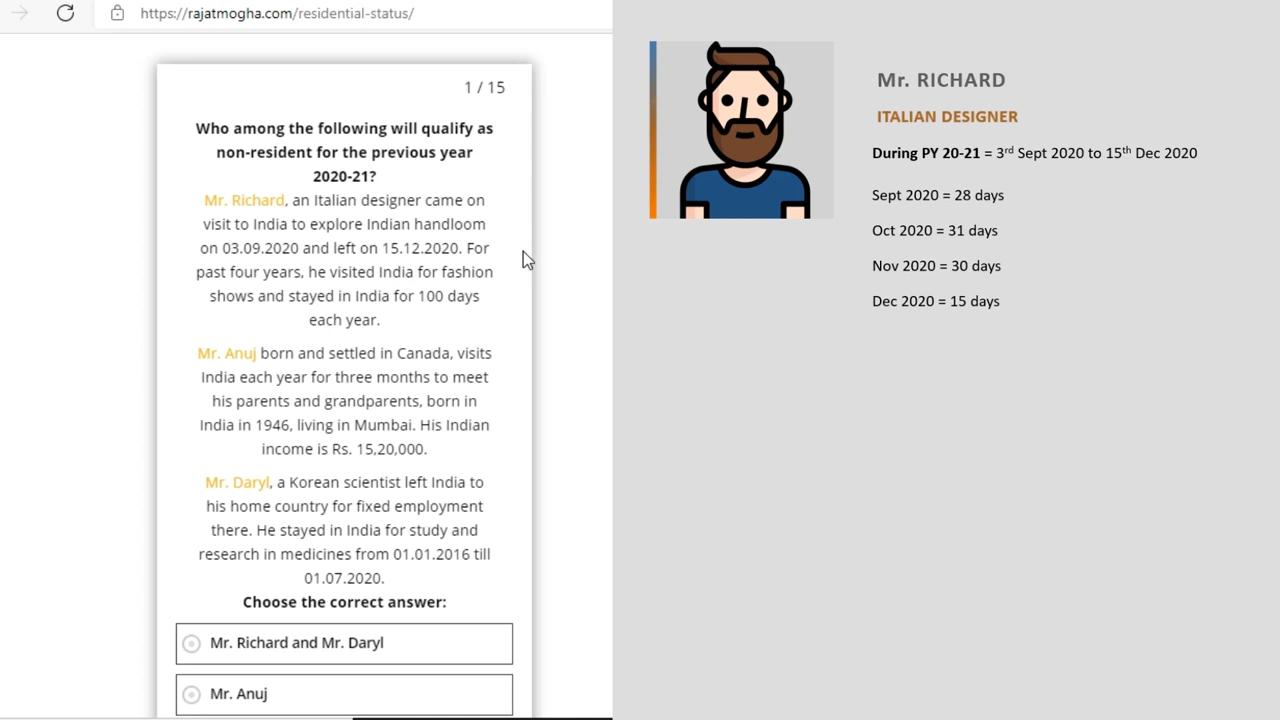 https://rajatmogha.com/residential-status/
1 / 15
Who among the following will qualify as
non-resident for the previous year
2020-21?
Mr. Richard, an Italian designer came on
visit to India to explore Indian handloom
on 03.09.2020 and left on 15.12.2020. For
past four years, he visited India for fashion
shows and stayed in India for 100 days
each year.
Mr. Anuj born and settled in Canada, visits
India each year for three months to meet
his parents and grandparents, born in
India in 1946, living in Mumbai. His Indian
income is Rs. 15,20,000.
Mr. Daryl, a Korean scientist left India to
his home country for fixed employment
there. He stayed in India for study and
research in medicines from 01.01.2016 till
01.07.2020.
Choose the correct answer:
Mr. Richard and Mr. Daryl
Mr. Anuj
Mr. RICHARD
ITALIAN DESIGNER
During PY 20-21 = 3rd Sept 2020 to 15th Dec 2020
Sept 2020 = 28 days
Oct 2020 = 31 days
Nov 2020 = 30 days
Dec 2020 = 15 days